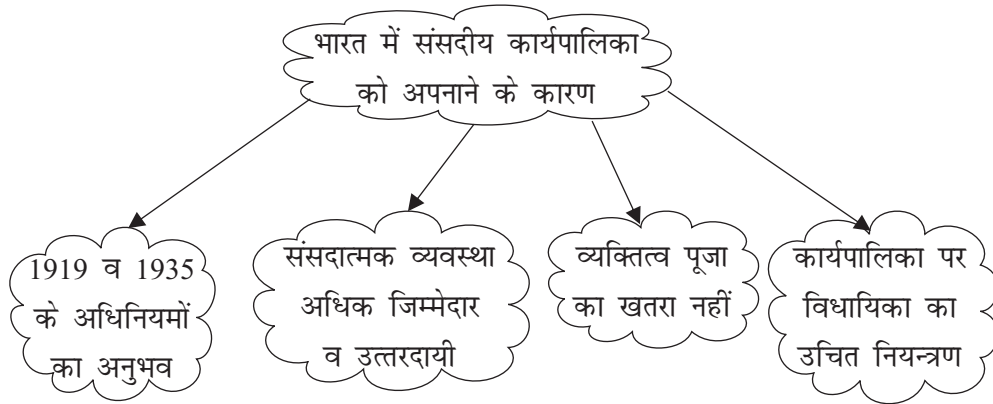 भारत में संसदीय कार्यपालिका
को अपनाने के कारण
1919 व 1935
के अधिनियमों
का अनुभव
संसदात्मक व्यवस्था
अधिक जिम्मेदार
व उत्तरदायी
व्यक्तित्व पूजा
का खतरा नहीं
कार्यपालिका पर
विधायिका का
उचित नियन्त्रण